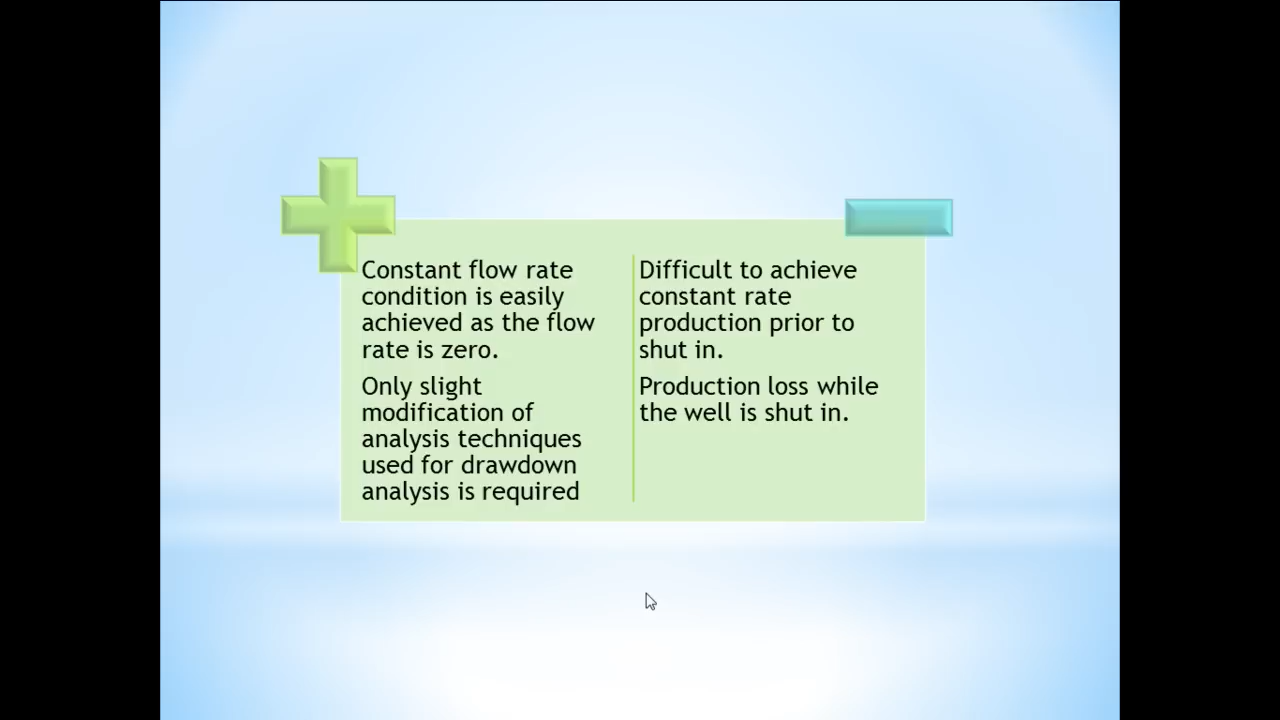 Constant flow rate
condition is easily
achieved as the flow
rate is zero.
Only slight
modification of
analysis techniques
used for drawdown
analysis is required
Difficult to achieve
constant rate
production prior to
shut in.
Production loss while
the well is shut in.